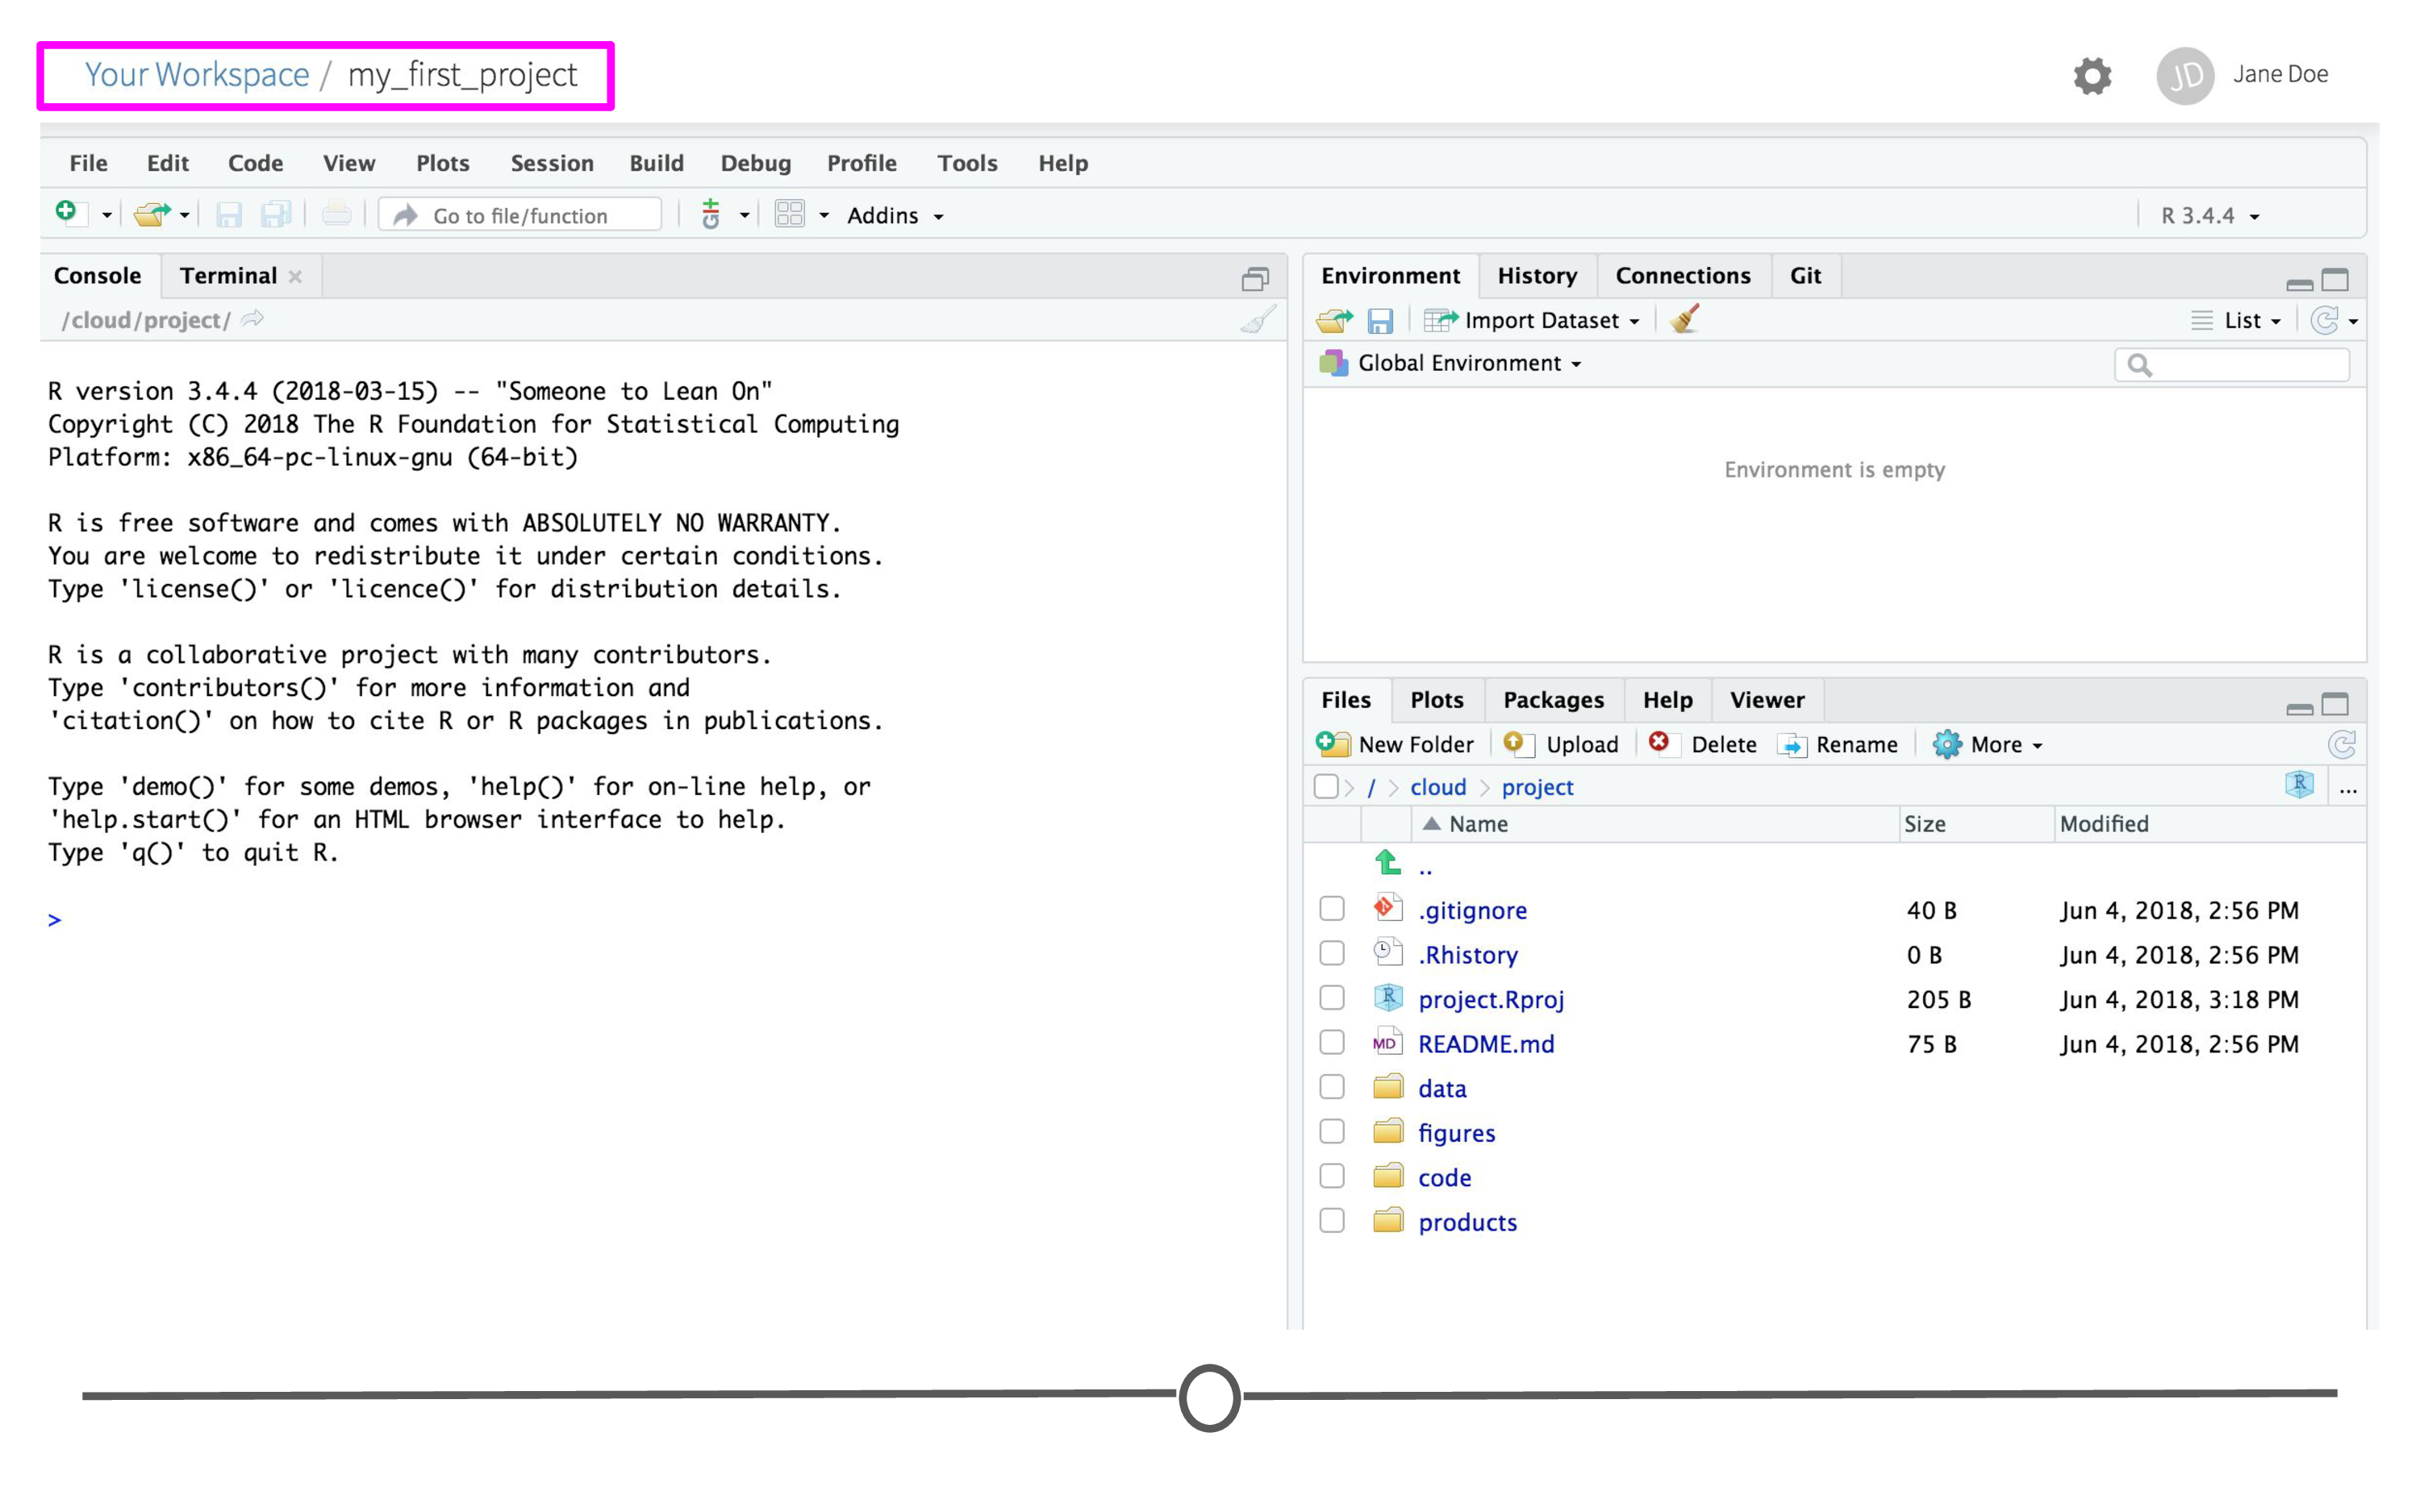 Your Workspace / my_first_project
JD Jane Doe
File Edit Code View Plots Session Build Debug Profile Tools Help
Go to file/function Addins R 3.4.4
Console Terminal
/cloud/project/
R version 3.4.4 (2018-03-15) -- "Someone to Lean On"
Copyright (C) 2018 The R Foundation for Statistical Computing
Platform: x86_64-pc-linux-gnu (64-bit)
R is free software and comes with ABSOLUTELY NO WARRANTY.
You are welcome to redistribute it under certain conditions.
Type 'license()' or 'licence()' for distribution details.
R is a collaborative project with many contributors.
Type 'contributors()' for more information and
'citation()' on how to cite R or R packages in publications.
Type 'demo()' for some demos, 'help()' for on-line help, or
'help.start()' for an HTML browser interface to help.
Type 'q()' to quit R.
>
Environment History Connections Git
Import Dataset List
Global Environment
Environment is empty
Files Plots Packages Help Viewer
New Folder Upload Delete Rename More
/ > cloud > project R ...
Name Size Modified
..
.gitignore 40 B Jun 4, 2018, 2:56 PM
.Rhistory 0 B Jun 4, 2018, 2:56 PM
R project.Rproj 205 B Jun 4, 2018, 3:18 PM
MD README.md 75 B Jun 4, 2018, 2:56 PM
data
figures
code
products